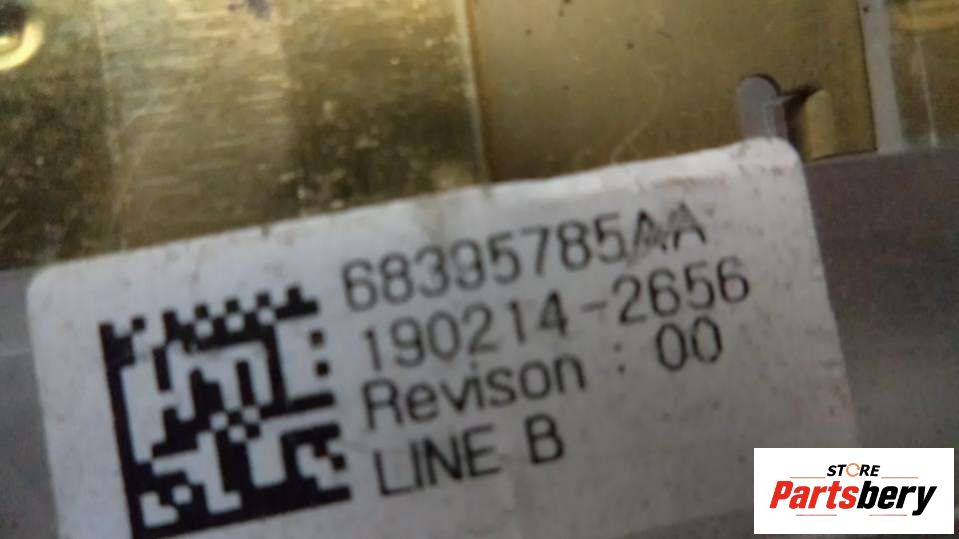 68395785AA
190214-2656
Revison : 00
LINE B
STORE
Partsbery